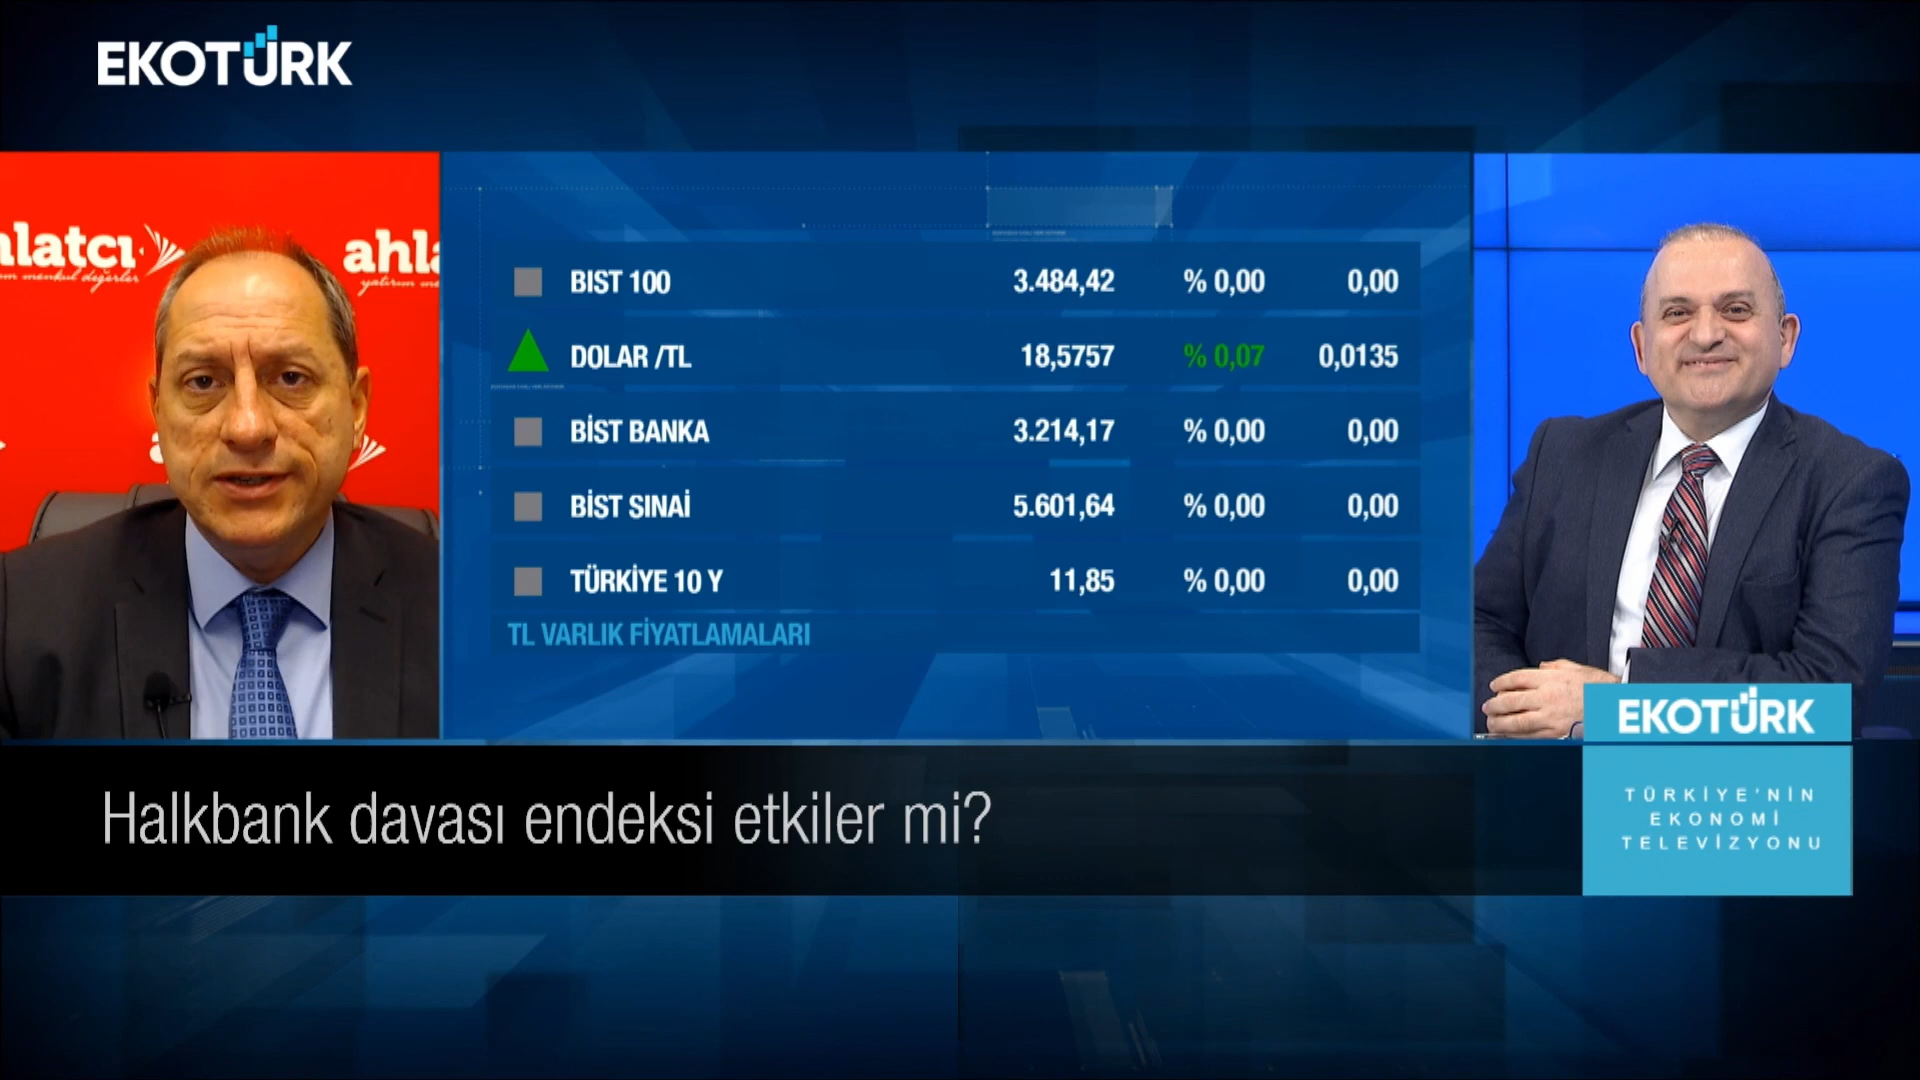 EKOTÜRK
hlatcı
ahla
BIST 100 3.484,42 % 0,00 0,00
DOLAR /TL 18,5757 % 0,07 0,0135
BİST BANKA 3.214,17 % 0,00 0,00
BİST SINAİ 5.601,64 % 0,00 0,00
TÜRKİYE 10 Y 11,85 % 0,00 0,00
TL VARLIK FİYATLAMALARI
EKOTÜRK
Halkbank davası endeksi etkiler mi?
TÜRKİYE'NİN
EKONOMİ
TELEVİZYONU